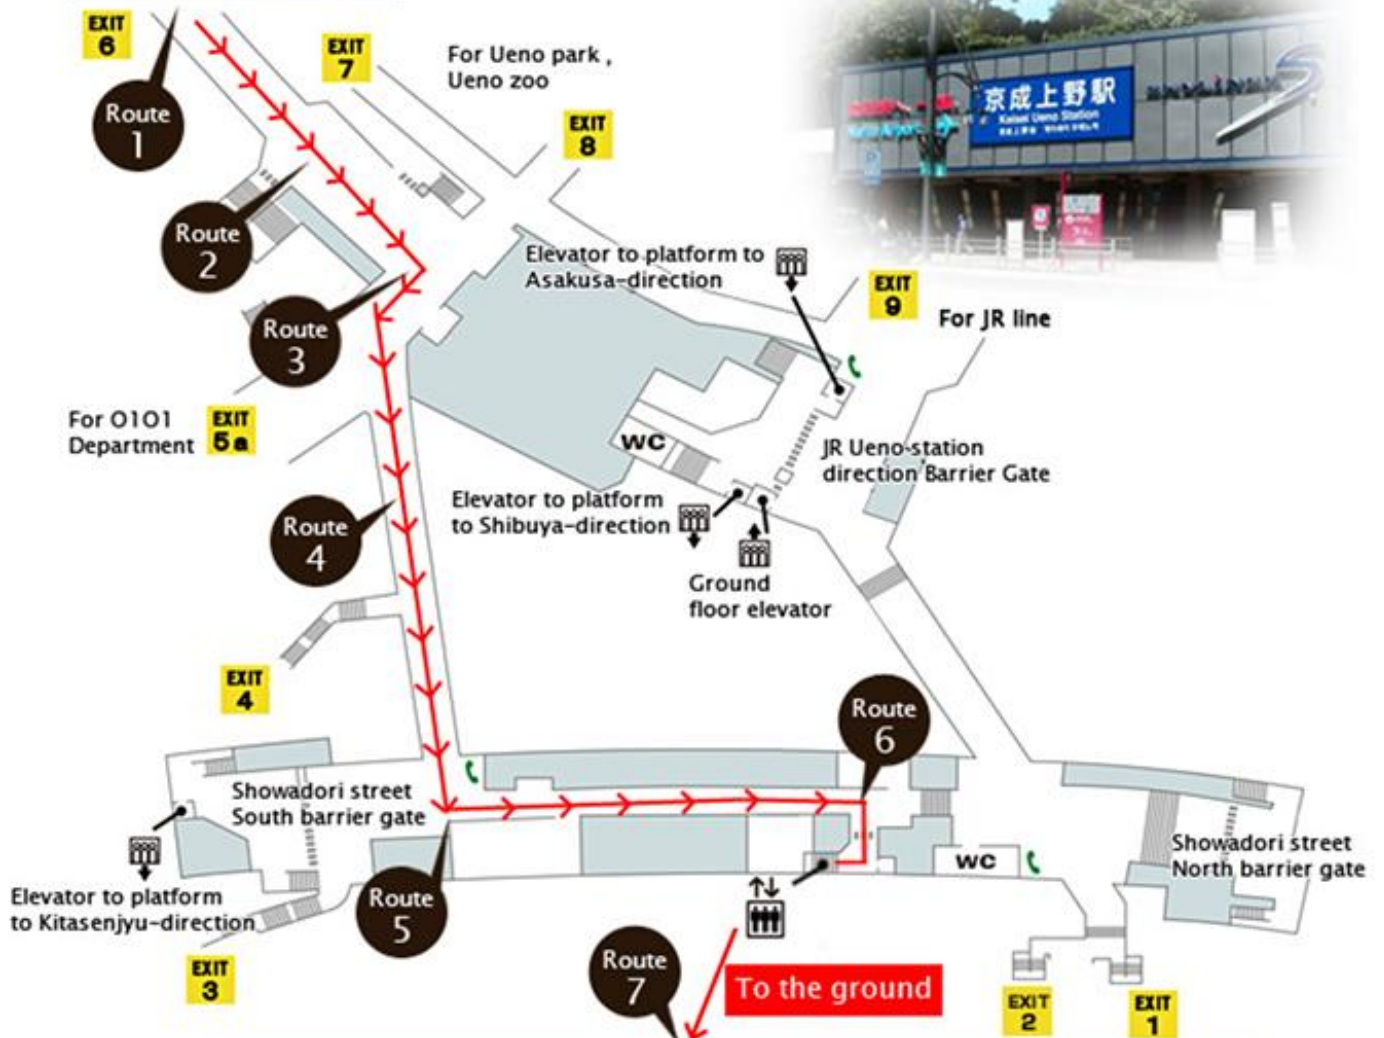 EXIT
6
Route
1
EXIT
7
For Ueno park ,
Ueno zoo
EXIT
8
京成上野駅
Keisei Ueno Station
Route
2
Route
3
Elevator to platform to
Asakusa-direction
EXIT
9
For JR line
For OIOI
Department
EXIT
5a
WC
JR Ueno-station
direction Barrier Gate
Elevator to platform
to Shibuya-direction
Ground
floor elevator
Route
4
EXIT
4
Route
6
Showadori street
South barrier gate
Showadori street
North barrier gate
WC
Elevator to platform
to Kitasenjyu-direction
Route
5
EXIT
3
Route
7
To the ground
EXIT
2
EXIT
1